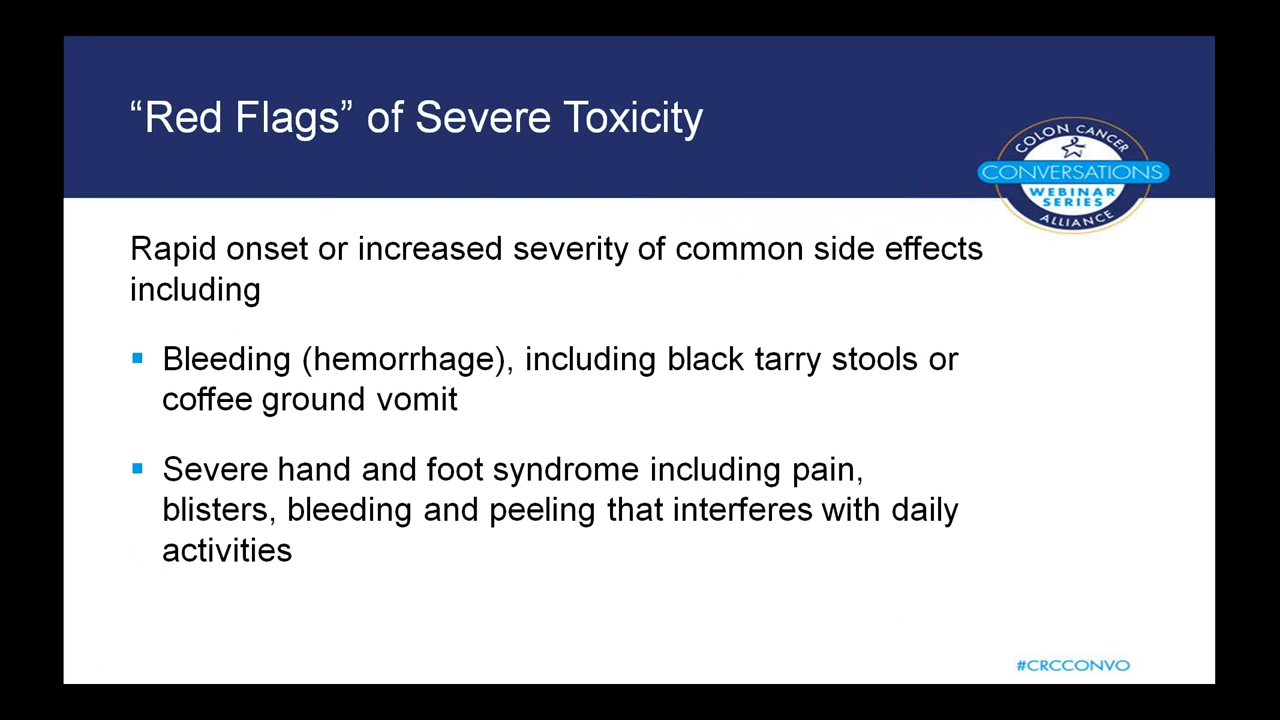 “Red Flags” of Severe Toxicity
COLON CANCER
CONVERSATIONS
WEBINAR
SERIES
ALLIANCE
Rapid onset or increased severity of common side effects
including
▪ Bleeding (hemorrhage), including black tarry stools or
coffee ground vomit
▪ Severe hand and foot syndrome including pain,
blisters, bleeding and peeling that interferes with daily
activities
#CRCCONVO